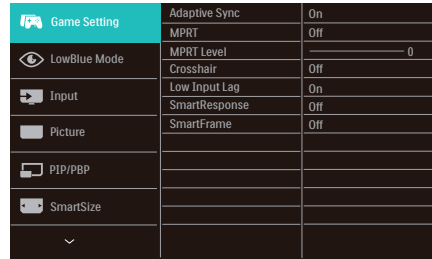 Game Setting
LowBlue Mode
Input
Picture
PIP/PBP
SmartSize
Adaptive Sync On
MPRT Off
MPRT Level 0
Crosshair Off
Low Input Lag On
SmartResponse Off
SmartFrame Off